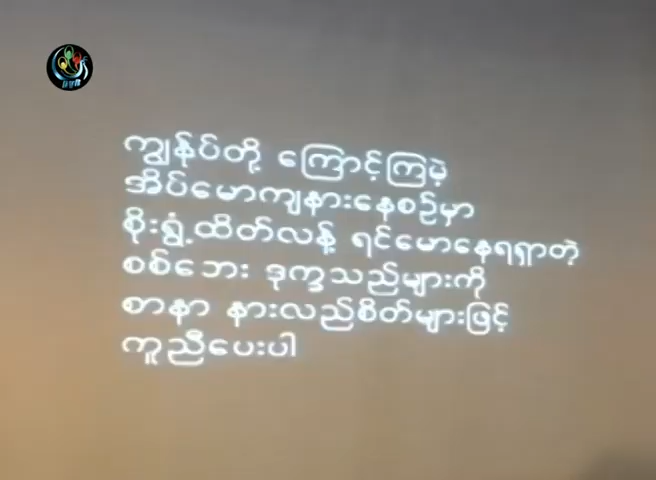 ကျွန်ုပ်တို့ ကြောင့်ကြမဲ့
အိပ်မောကျနားနေစဉ်မှာ
စိုးရွံ့ထိတ်လန့် ရင်မောနေရရှာတဲ့
စစ်ဘေး ဒုက္ခသည်များကို
စာနာ နားလည်စိတ်များဖြင့်
ကူညီပေးပါ